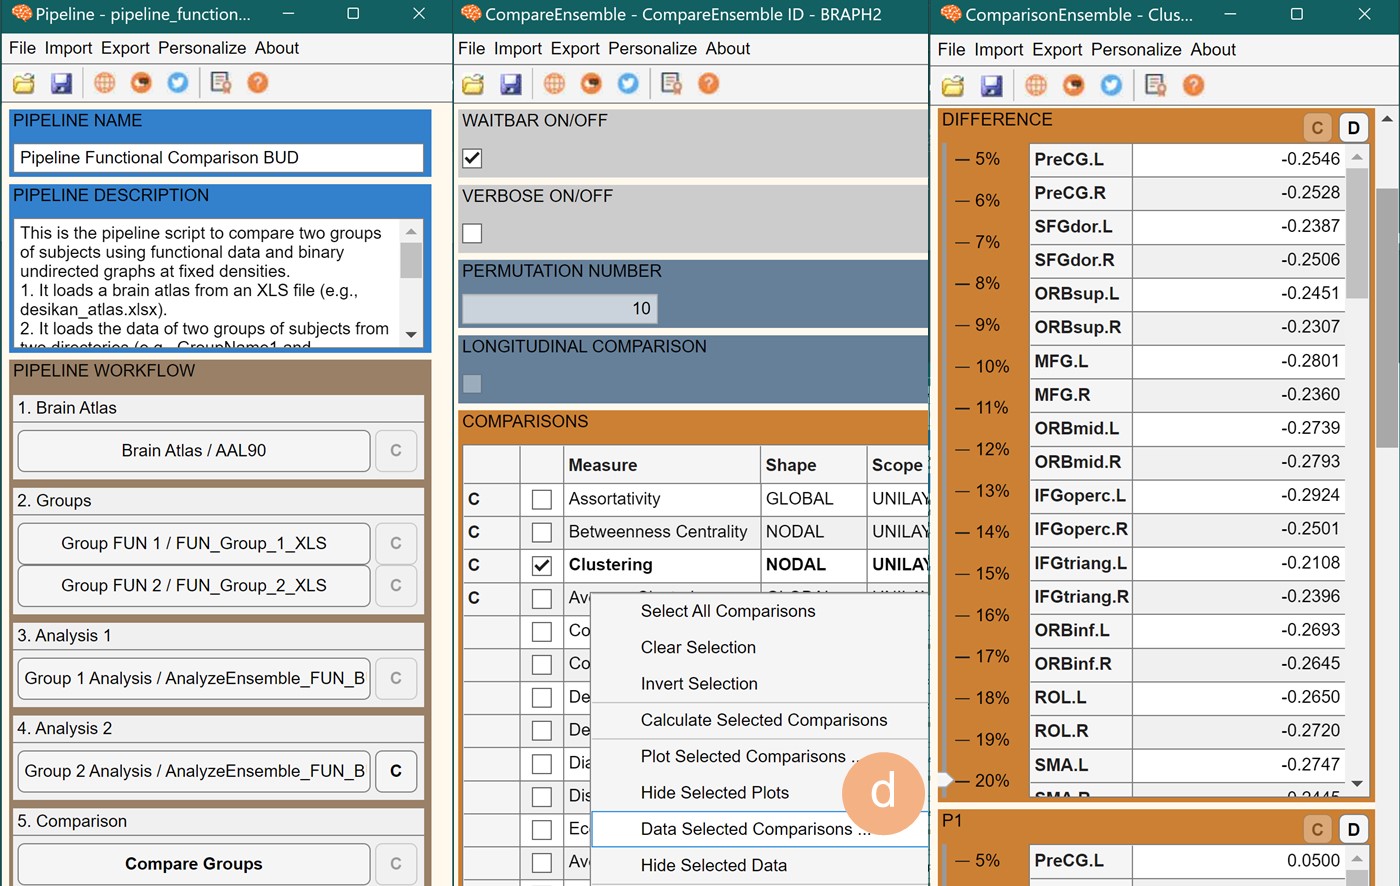 Pipeline - pipeline_function...
File Import Export Personalize About
PIPELINE NAME
Pipeline Functional Comparison BUD
PIPELINE DESCRIPTION
This is the pipeline script to compare two groups
of subjects using functional data and binary
undirected graphs at fixed densities.
1. It loads a brain atlas from an XLS file (e.g.,
desikan_atlas.xlsx).
2. It loads the data of two groups of subjects from
two directories (e.g., GroupName1 and
PIPELINE WORKFLOW
1. Brain Atlas
Brain Atlas / AAL90 C
2. Groups
Group FUN 1 / FUN_Group_1_XLS C
Group FUN 2 / FUN_Group_2_XLS C
3. Analysis 1
Group 1 Analysis / AnalyzeEnsemble_FUN_B C
4. Analysis 2
Group 2 Analysis / AnalyzeEnsemble_FUN_B C
5. Comparison
Compare Groups C
CompareEnsemble - CompareEnsemble ID - BRAPH2
File Import Export Personalize About
WAITBAR ON/OFF
VERBOSE ON/OFF
PERMUTATION NUMBER
10
LONGITUDINAL COMPARISON
COMPARISONS
Measure Shape Scope
C Assortativity GLOBAL UNILAY
C Betweenness Centrality NODAL UNILAY
C Clustering NODAL UNILAY
C Av
Co
Co
De
De
Dia
Dis
Ec
Av
Select All Comparisons
Clear Selection
Invert Selection
Calculate Selected Comparisons
Plot Selected Comparisons ...
Hide Selected Plots
Data Selected Comparisons ...
Hide Selected Data
d
ComparisonEnsemble - Clus...
File Import Export Personalize About
DIFFERENCE C D
5%
6%
7%
8%
9%
10%
11%
12%
13%
14%
15%
16%
17%
18%
19%
20%
PreCG.L -0.2546
PreCG.R -0.2528
SFGdor.L -0.2387
SFGdor.R -0.2506
ORBsup.L -0.2451
ORBsup.R -0.2307
MFG.L -0.2801
MFG.R -0.2360
ORBmid.L -0.2739
ORBmid.R -0.2793
IFGoperc.L -0.2924
IFGoperc.R -0.2501
IFGtriang.L -0.2108
IFGtriang.R -0.2396
ORBinf.L -0.2693
ORBinf.R -0.2645
ROL.L -0.2650
ROL.R -0.2720
SMA.L -0.2747
SMA.R -0.2445
P1 C D
5% PreCG.L 0.0500